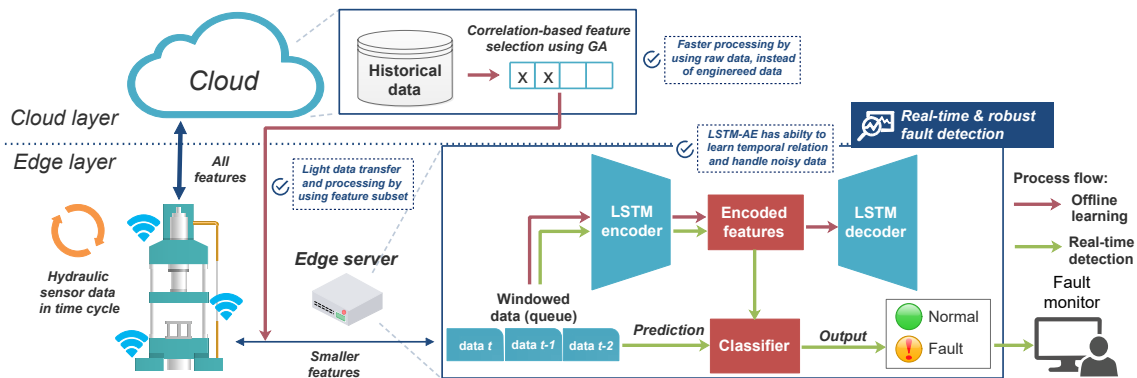 Cloud
Correlation-based feature
selection using GA
Historical
data
X X
Faster processing by
using raw data, instead
of enginereed data
Cloud layer
Edge layer
Real-time & robust
fault detection
All
features
Light data transfer
and processing by
using feature subset
LSTM-AE has abilty to
learn temporal relation
and handle noisy data
Process flow:
Offline
learning
Real-time
detection
LSTM
encoder
Encoded
features
LSTM
decoder
Hydraulic
sensor data
in time cycle
Edge server
Windowed
data (queue)
data t
data t-1
data t-2
Smaller
features
Prediction
Classifier
Output
Normal
Fault
Fault
monitor